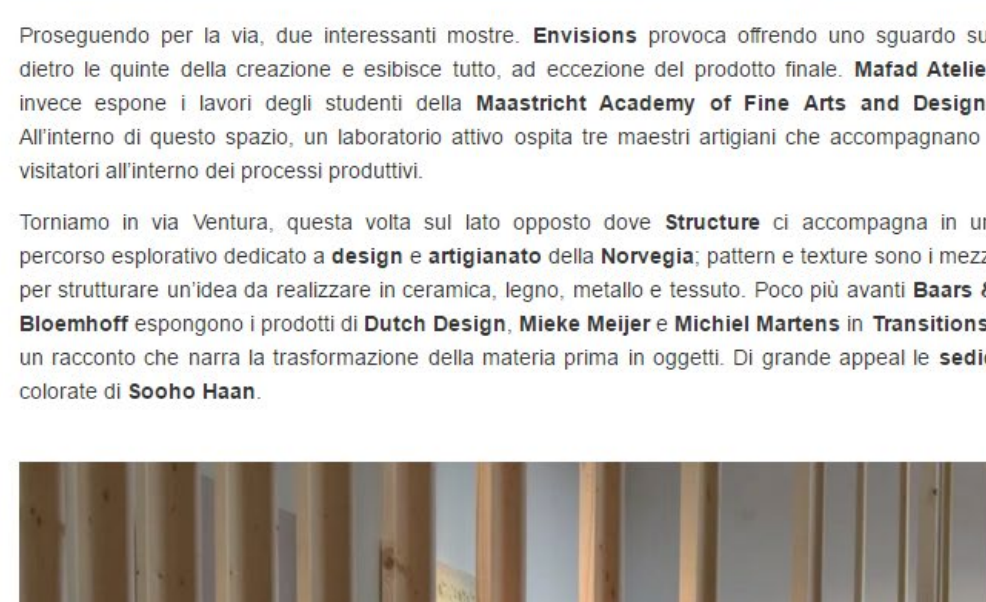 Proseguendo per la via, due interessanti mostre. Envisions provoca offrendo uno sguardo su
dietro le quinte della creazione e esibisce tutto, ad eccezione del prodotto finale. Mafad Atelie
invece espone i lavori degli studenti della Maastricht Academy of Fine Arts and Design
All'interno di questo spazio, un laboratorio attivo ospita tre maestri artigiani che accompagnano
visitatori all'interno dei processi produttivi.
Torniamo in via Ventura, questa volta sul lato opposto dove Structure ci accompagna in un
percorso esplorativo dedicato a design e artigianato della Norvegia; pattern e texture sono i mezz
per strutturare un'idea da realizzare in ceramica, legno, metallo e tessuto. Poco più avanti Baars &
Bloemhoff espongono i prodotti di Dutch Design, Mieke Meijer e Michiel Martens in Transitions
un racconto che narra la trasformazione della materia prima in oggetti. Di grande appeal le sedie
colorate di Sooho Haan.